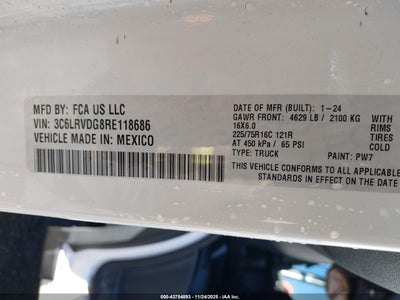 MFD BY: FCA US LLC
VIN: 3C6LRVDG8RE118686
VEHICLE MADE IN: MEXICO
DATE OF MFR (BUILT): 1-24
GAWR FRONT: 4629 LB / 2100 KG
16X6.0
225/75R16C 121R
AT 450 kPa / 65 PSI
TYPE: TRUCK PAINT: PW7
WITH
RIMS
TIRES
THIS VEHICLE CONFORMS TO ALL APPLICABLE
STANDARDS IN EFFECT ON THE DATE
000-43754893 - 11/24/2025 - IAA, Inc.